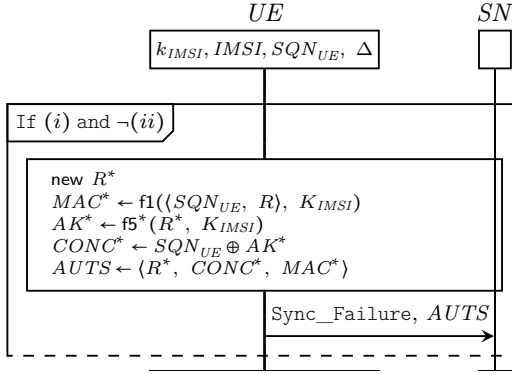 UE SN
k_IMSI, IMSI, SQN_UE, Δ
If (i) and ¬(ii)
new R*
MAC* ← f1(⟨SQN_UE, R⟩, K_IMSI)
AK* ← f5*(R*, K_IMSI)
CONC* ← SQN_UE ⊕ AK*
AUTS ← ⟨R*, CONC*, MAC*⟩
Sync_Failure, AUTS